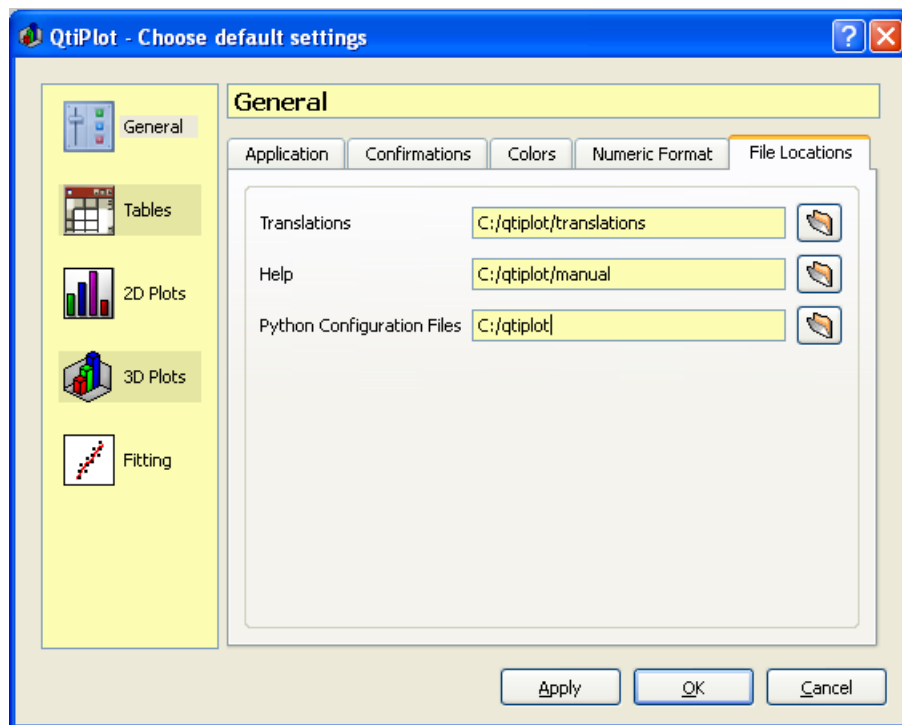 QtiPlot - Choose default settings
General
Tables
2D Plots
3D Plots
Fitting
General
Application Confirmations Colors Numeric Format File Locations
Translations C:/qtiplot/translations
Help C:/qtiplot/manual
Python Configuration Files C:/qtiplot
Apply OK Cancel